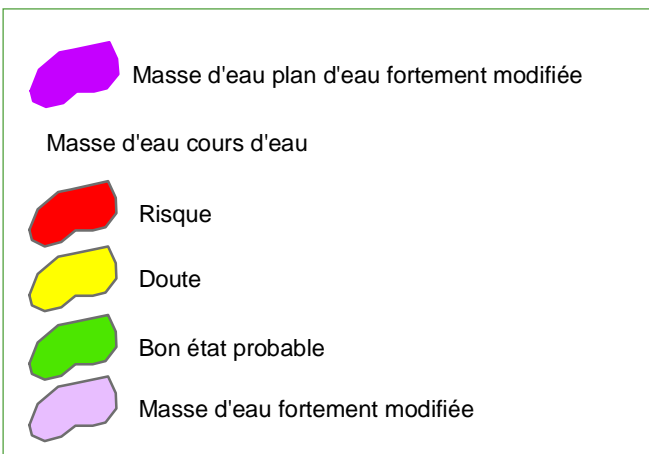 Masse d'eau plan d'eau fortement modifiée
Masse d'eau cours d'eau
Risque
Doute
Bon état probable
Masse d'eau fortement modifiée